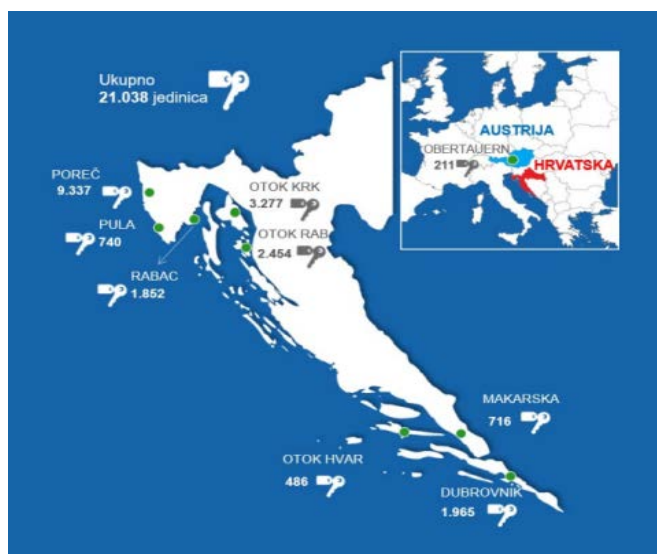 Ukupno
21.038 jedinica
AUSTRIJA
OBERTAUERN
211
HRVATSKA
POREČ
9.337
PULA
740
RABAC
1.852
OTOK KRK
3.277
OTOK RAB
2.454
MAKARSKA
716
OTOK HVAR
486
DUBROVNIK
1.965